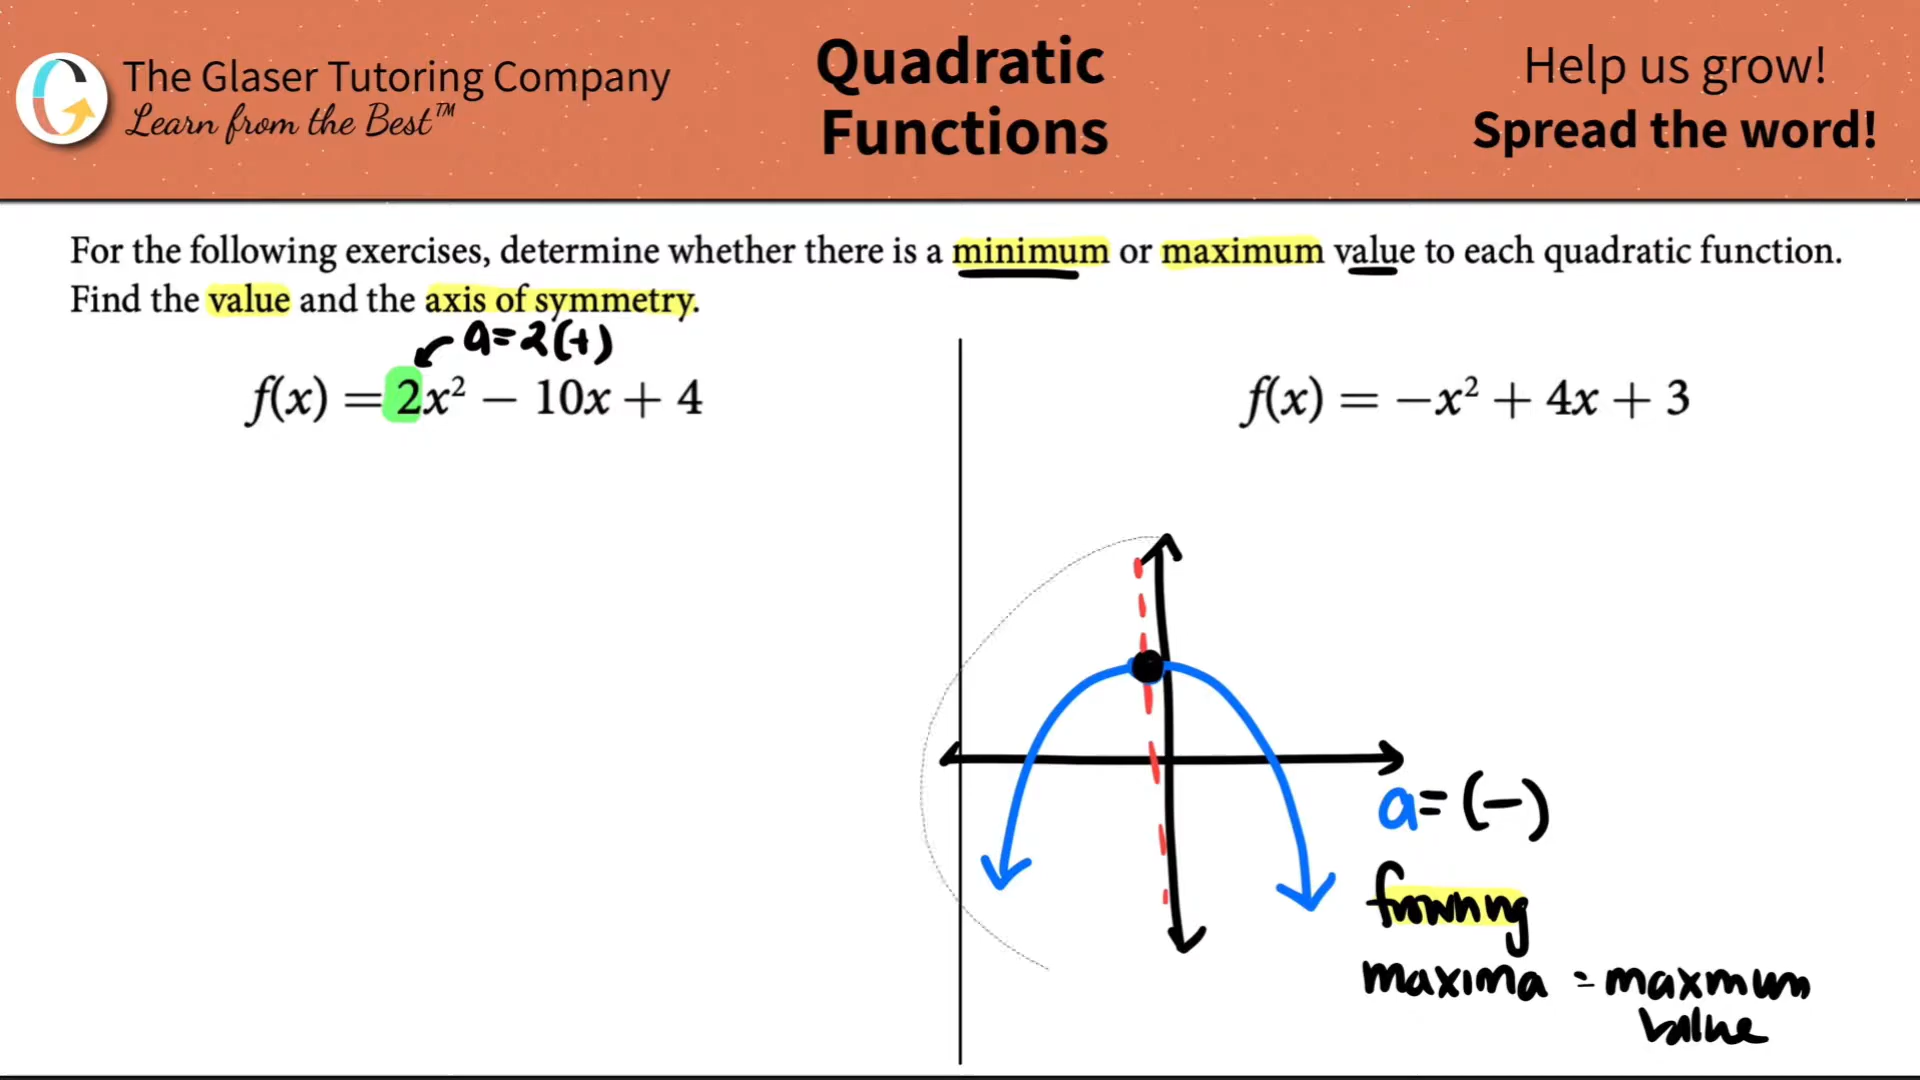 The Glaser Tutoring Company
Learn from the Best™
Quadratic
Functions
Help us grow!
Spread the word!
For the following exercises, determine whether there is a minimum or maximum value to each quadratic function.
Find the value and the axis of symmetry.
a=2(+)
f(x) = 2x² − 10x + 4
f(x) = −x² + 4x + 3
a=(−)
frowning
maxima = maxmum
value